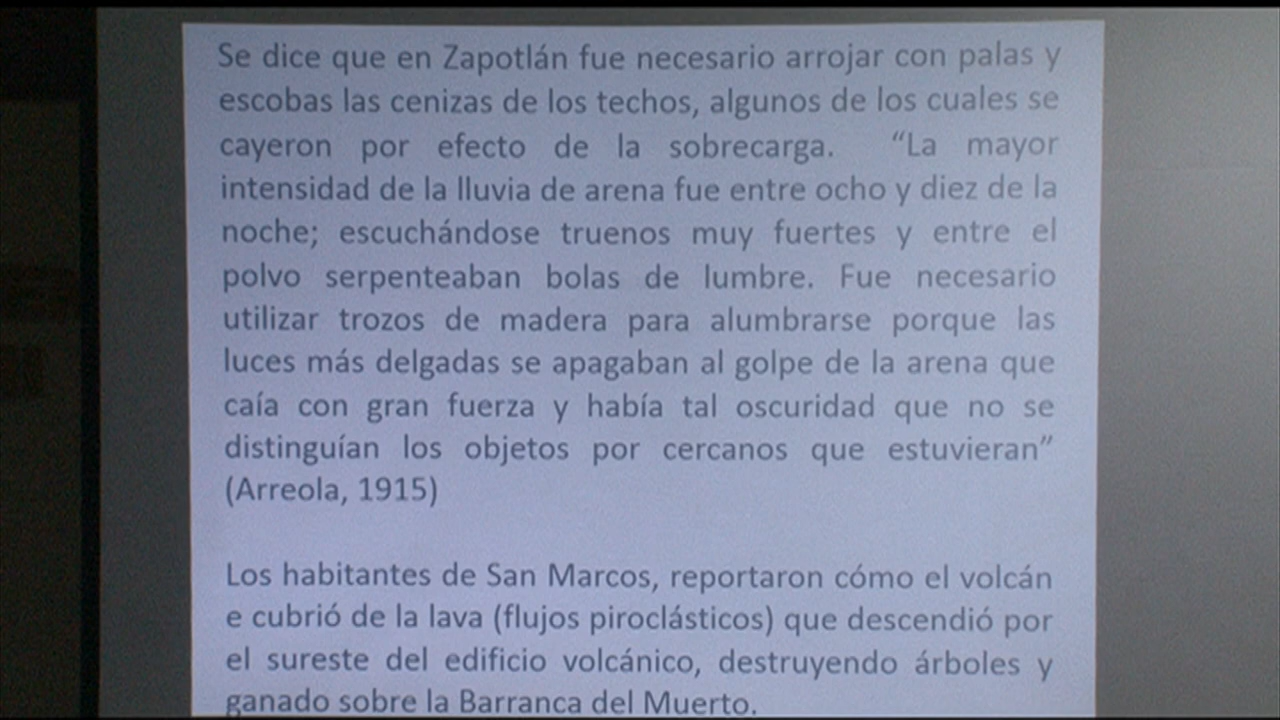 Se dice que en Zapotlán fue necesario arrojar con palas y
escobas las cenizas de los techos, algunos de los cuales se
cayeron por efecto de la sobrecarga. “La mayor
intensidad de la lluvia de arena fue entre ocho y diez de la
noche; escuchándose truenos muy fuertes y entre el
polvo serpenteaban bolas de lumbre. Fue necesario
utilizar trozos de madera para alumbrarse porque las
luces más delgadas se apagaban al golpe de la arena que
caía con gran fuerza y había tal oscuridad que no se
distinguían los objetos por cercanos que estuvieran”
(Arreola, 1915)
Los habitantes de San Marcos, reportaron cómo el volcán
e cubrió de la lava (flujos piroclásticos) que descendió por
el sureste del edificio volcánico, destruyendo árboles y
ganado sobre la Barranca del Muerto.